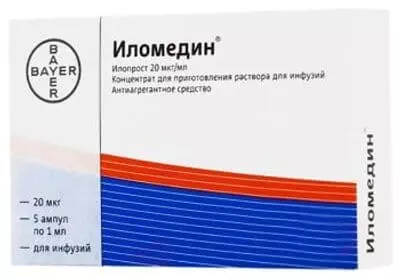 BAYER
BAYER
Иломедин®
Илопрост 20 мкг/мл
Концентрат для приготовления раствора для инфузий
Антиагрегантное средство
20 мкг
5 ампул
по 1 мл
для инфузий
Иломедин®